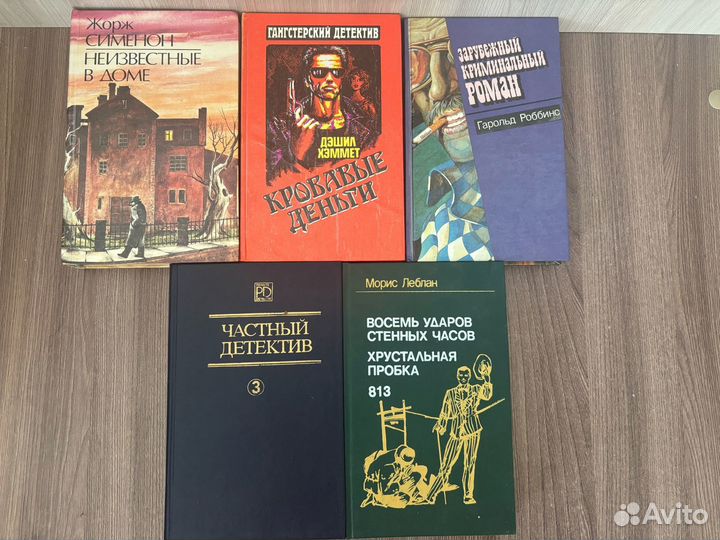 Жорж
СИМЕНОН
НЕИЗВЕСТНЫЕ
В ДОМЕ
ГАНГСТЕРСКИЙ ДЕТЕКТИВ
ДЭШИЛ
ХЭММЕТ
КРОВАВЫЕ
ДЕНЬГИ
ЗАРУБЕЖНЫЙ
КРИМИНАЛЬНЫЙ
РОМАН
Гарольд Роббинс
ЧАСТНЫЙ
ДЕТЕКТИВ
3
Морис Леблан
ВОСЕМЬ УДАРОВ
СТЕННЫХ ЧАСОВ
ХРУСТАЛЬНАЯ
ПРОБКА
813
Avito